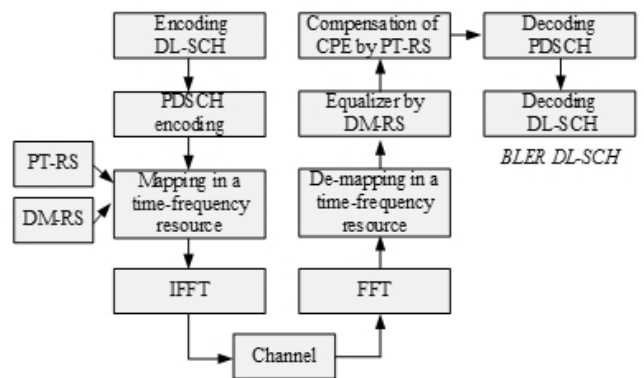 Encoding
DL-SCH
PDSCH
encoding
PT-RS
DM-RS
Mapping in a
time-frequency
resource
IFFT
Channel
FFT
De-mapping in a
time-frequency
resource
Equalizer by
DM-RS
Compensation of
CPE by PT-RS
Decoding
PDSCH
Decoding
DL-SCH
BLER DL-SCH